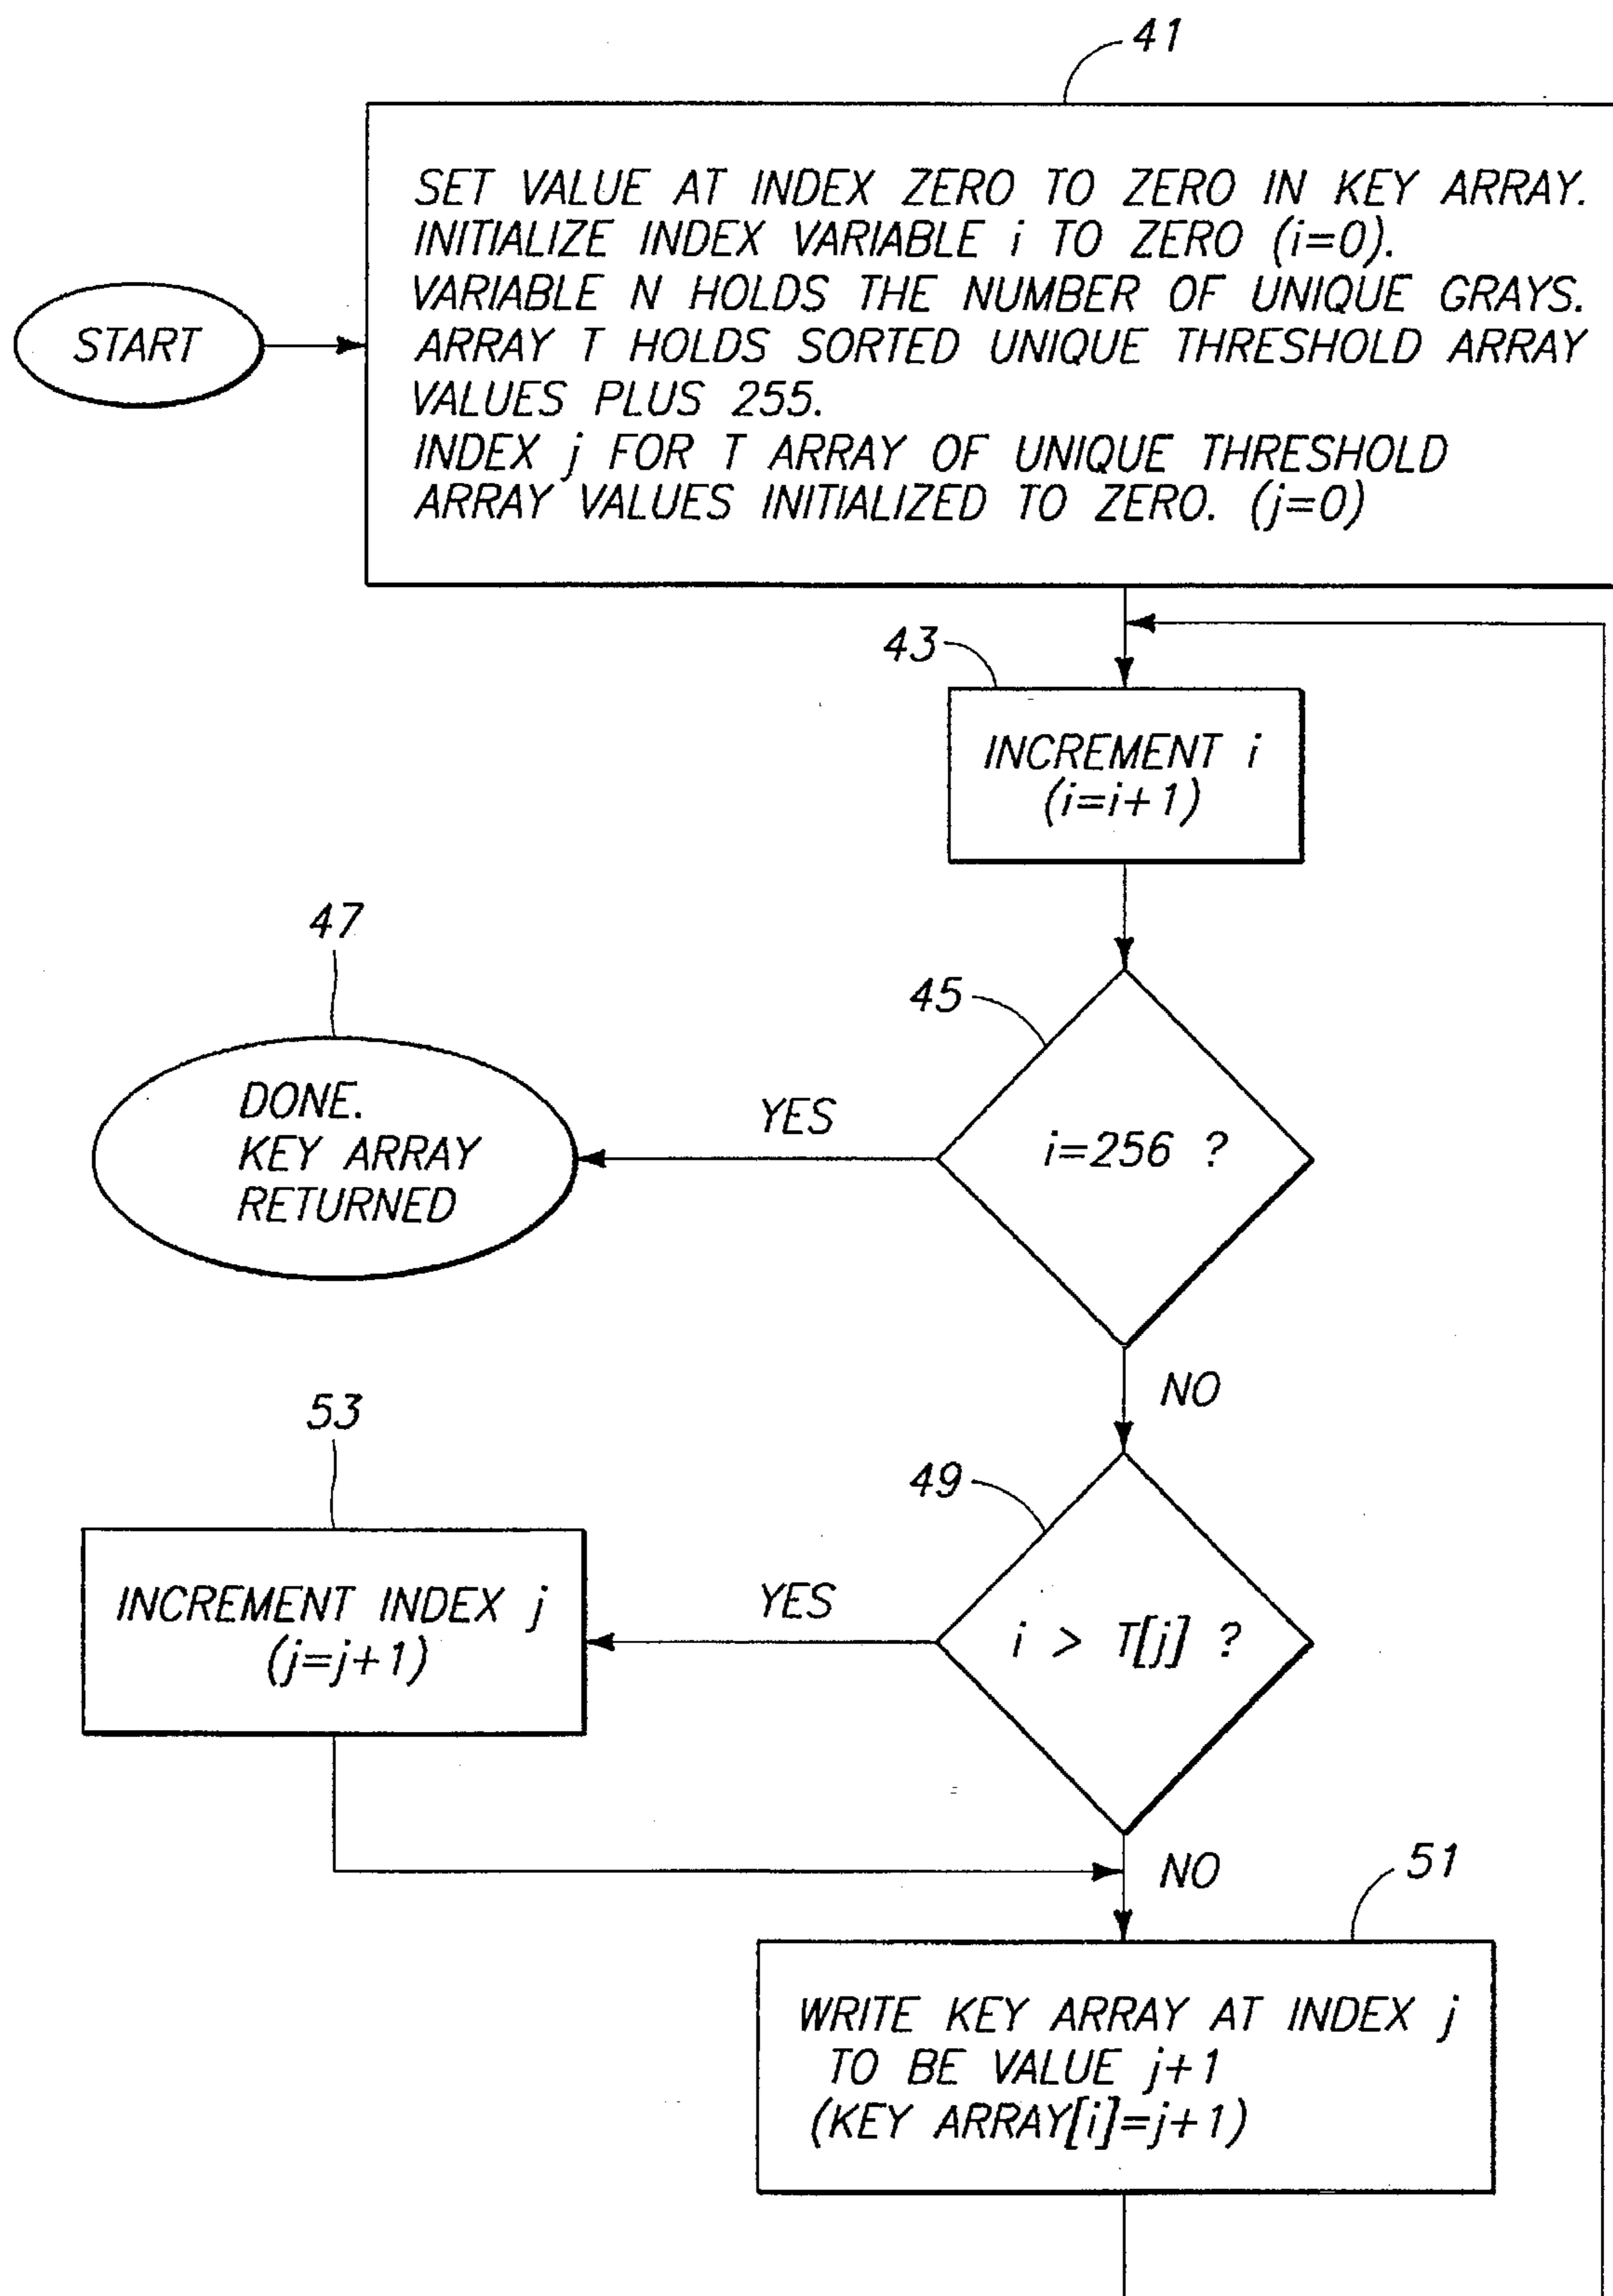 41
START
SET VALUE AT INDEX ZERO TO ZERO IN KEY ARRAY.
INITIALIZE INDEX VARIABLE i TO ZERO (i=0).
VARIABLE N HOLDS THE NUMBER OF UNIQUE GRAYS.
ARRAY T HOLDS SORTED UNIQUE THRESHOLD ARRAY
VALUES PLUS 255.
INDEX j FOR T ARRAY OF UNIQUE THRESHOLD
ARRAY VALUES INITIALIZED TO ZERO. (j=0)
43
INCREMENT i
(i=i+1)
47
45
DONE.
KEY ARRAY
RETURNED
YES
i=256 ?
NO
53
49
INCREMENT INDEX j
(j=j+1)
YES
i > T[j] ?
NO
51
WRITE KEY ARRAY AT INDEX j
TO BE VALUE j+1
(KEY ARRAY[i]=j+1)